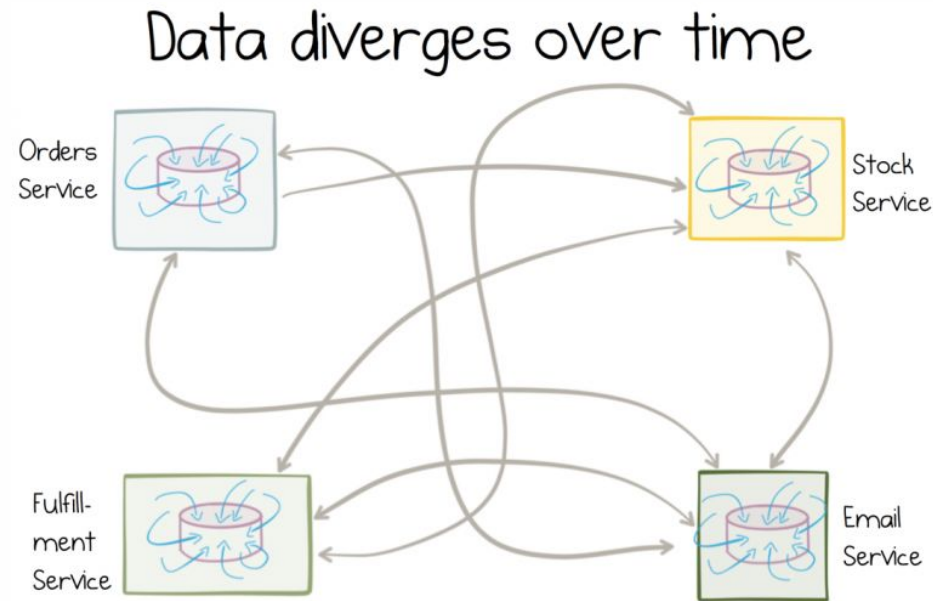 Data diverges over time
Orders
Service
Stock
Service
Fulfill-
ment
Service
Email
Service